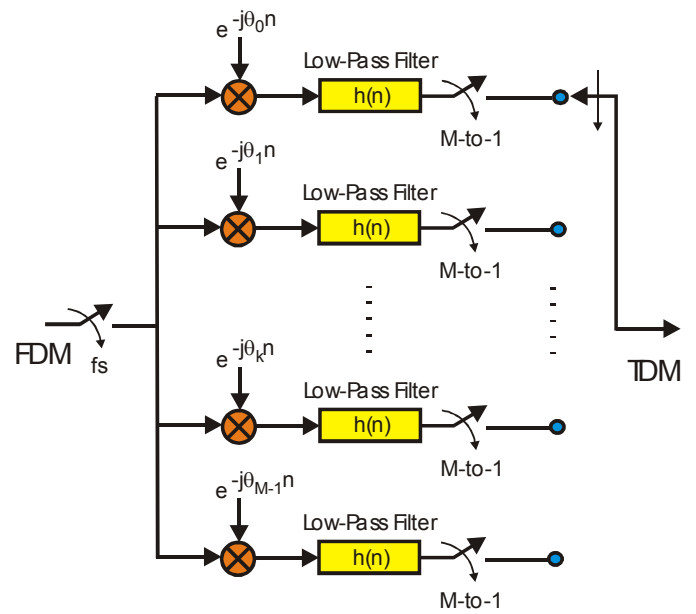 e -jθ0n
Low-Pass Filter
h(n)
M-to-1
e -jθ1n
Low-Pass Filter
h(n)
M-to-1
FDM
fs
TDM
e -jθkn
Low-Pass Filter
h(n)
M-to-1
e -jθM-1n
Low-Pass Filter
h(n)
M-to-1